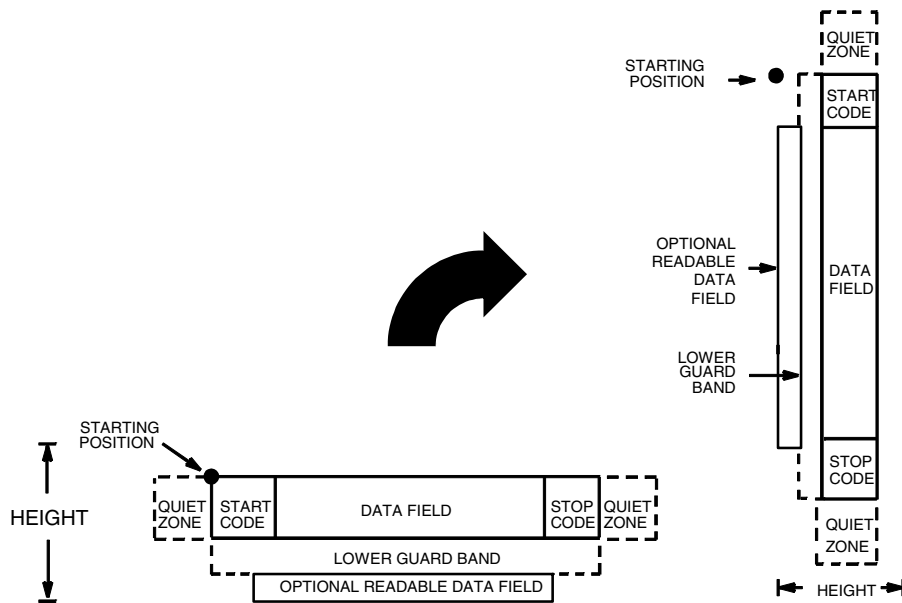 QUIET
ZONE
STARTING
POSITION
START
CODE
OPTIONAL
READABLE
DATA
FIELD
DATA
FIELD
LOWER
GUARD
BAND
STOP
CODE
QUIET
ZONE
HEIGHT
STARTING
POSITION
HEIGHT
QUIET
ZONE
START
CODE
DATA FIELD
STOP
CODE
QUIET
ZONE
LOWER GUARD BAND
OPTIONAL READABLE DATA FIELD